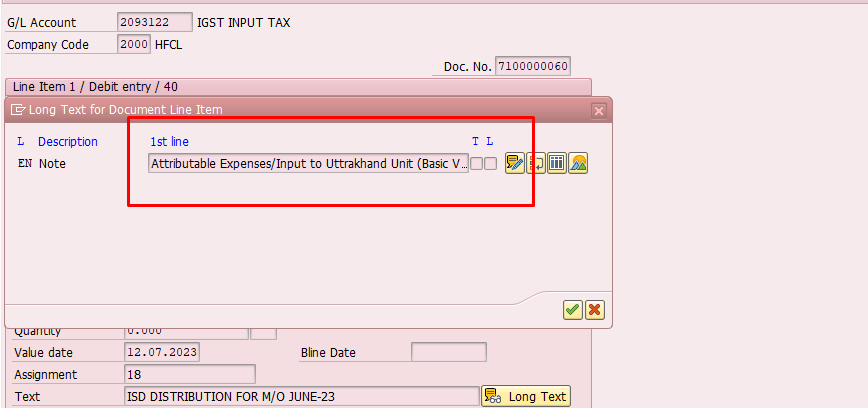 G/L Account 2093122 IGST INPUT TAX
Company Code 2000 HFCL
Doc. No. 7100000060
Line Item 1 / Debit entry / 40
Long Text for Document Line Item
L Description 1st line T L
EN Note Attributable Expenses/Input to Uttrakhand Unit (Basic V...
Quantity 0.000
Value date 12.07.2023 Bline Date
Assignment 18
Text ISD DISTRIBUTION FOR M/O JUNE-23 Long Text